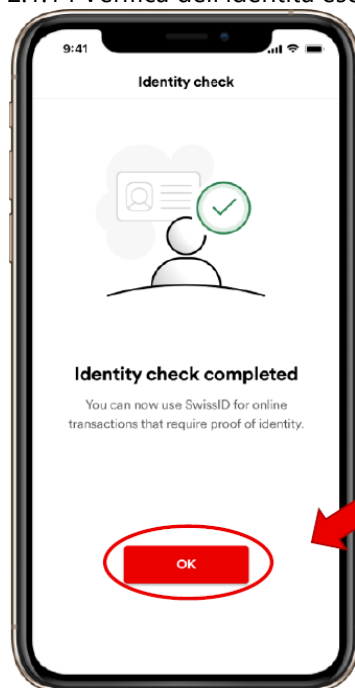 9:41
Identity check
Identity check completed
You can now use SwissID for online
transactions that require proof of identity.
OK